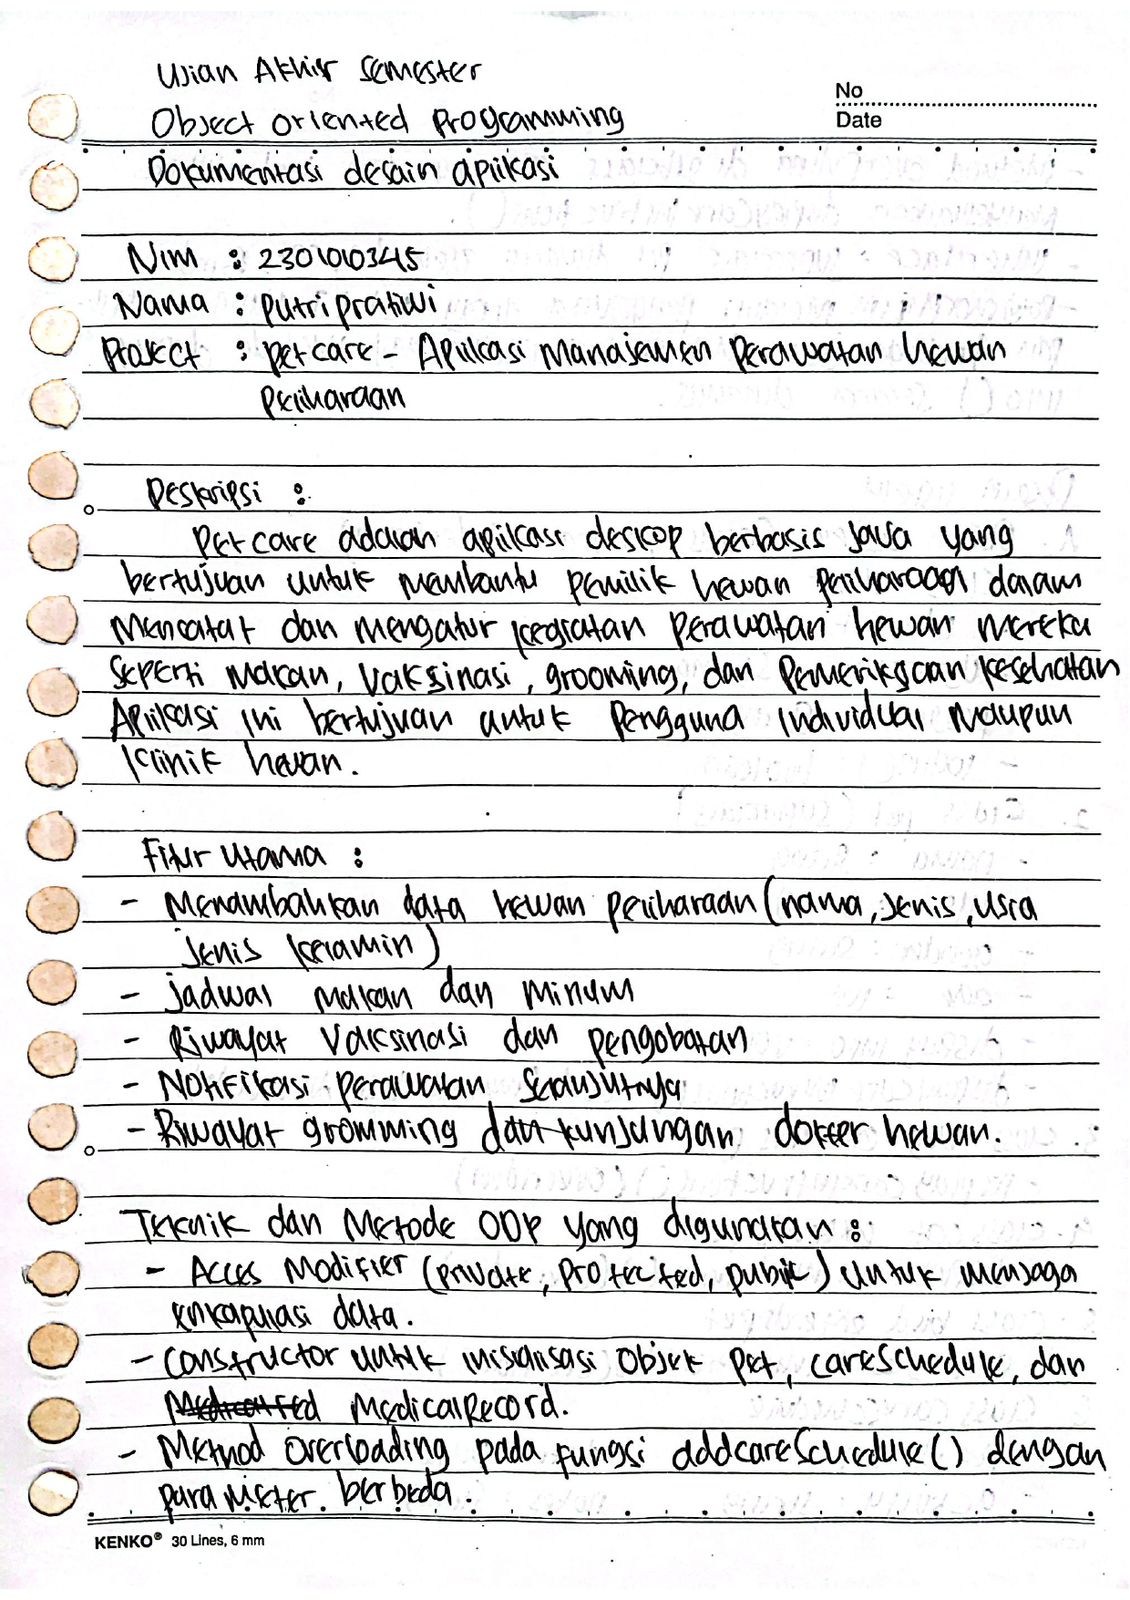 Ujian Akhir Semester
Object oriented programming
No
Date
Dokumentasi desain aplikasi
Nim : 2301010345
Nama : putri pratiwi
Project : petcare - Aplikasi manajemen perawatan hewan
peliharaan
Deskripsi :
Petcare adalah aplikasi desktop berbasis java yang
bertujuan untuk membantu pemilik hewan peliharaan dalam
mencatat dan mengatur kegiatan perawatan hewan mereka
seperti makan, vaksinasi, grooming, dan pemeriksaan kesehatan
Aplikasi ini bertujuan untuk pengguna individual maupun
klinik hewan.
Fitur utama :
- Menambahkan data hewan peliharaan (nama, jenis, usia
jenis kelamin)
- jadwal makan dan minum
- Riwayat vaksinasi dan pengobatan
- Notifikasi perawatan selanjutnya
- Riwayat gromming dan kunjungan dokter hewan.
Teknik dan Metode OOP yang digunakan :
- Acces Modifier (private, protected, public) untuk menjaga
enkapulasi data.
- Constructor untuk inisialisasi objek pet, careSchedule, dan
MedicalRecord.
- Method overloading pada fungsi addcareSchedule() dengan
parameter berbeda.
KENKO® 30 Lines, 6 mm